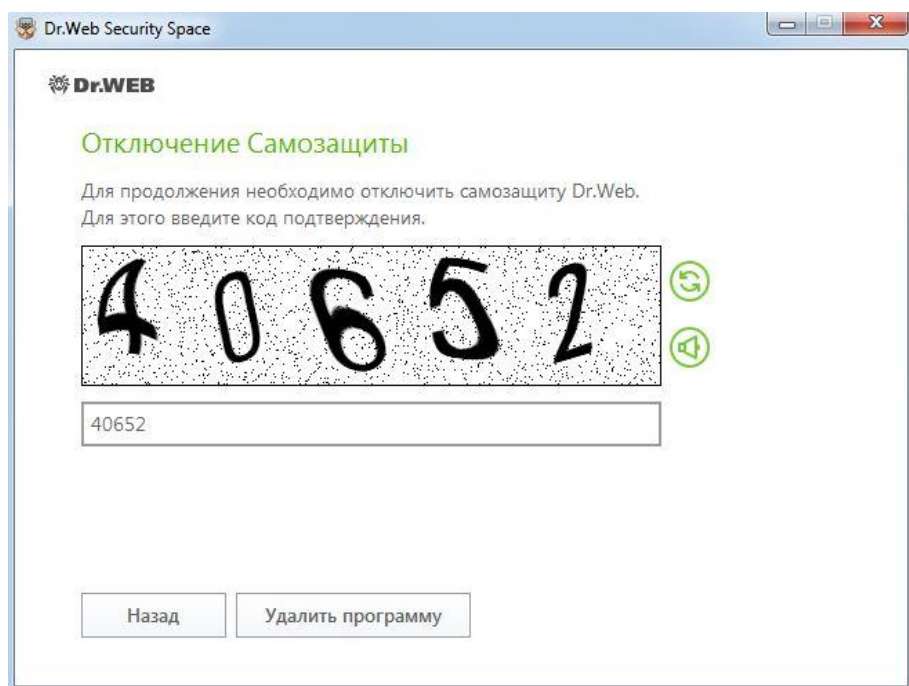 Dr.Web Security Space
Dr.WEB
Отключение Самозащиты
Для продолжения необходимо отключить самозащиту Dr.Web.
Для этого введите код подтверждения.
40652
40652
Назад
Удалить программу